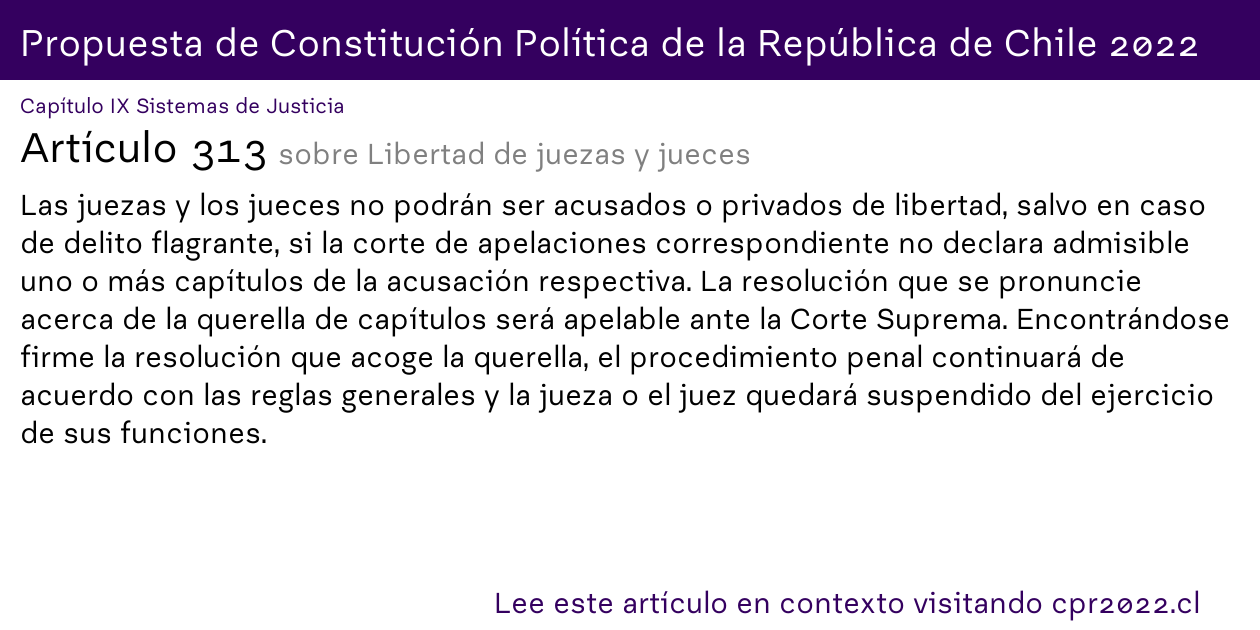 Propuesta de Constitución Política de la República de Chile 2022
Capítulo IX Sistemas de Justicia
Artículo 313 sobre Libertad de juezas y jueces
Las juezas y los jueces no podrán ser acusados o privados de libertad, salvo en caso
de delito flagrante, si la corte de apelaciones correspondiente no declara admisible
uno o más capítulos de la acusación respectiva. La resolución que se pronuncie
acerca de la querella de capítulos será apelable ante la Corte Suprema. Encontrándose
firme la resolución que acoge la querella, el procedimiento penal continuará de
acuerdo con las reglas generales y la jueza o el juez quedará suspendido del ejercicio
de sus funciones.
Lee este artículo en contexto visitando cpr2022.cl